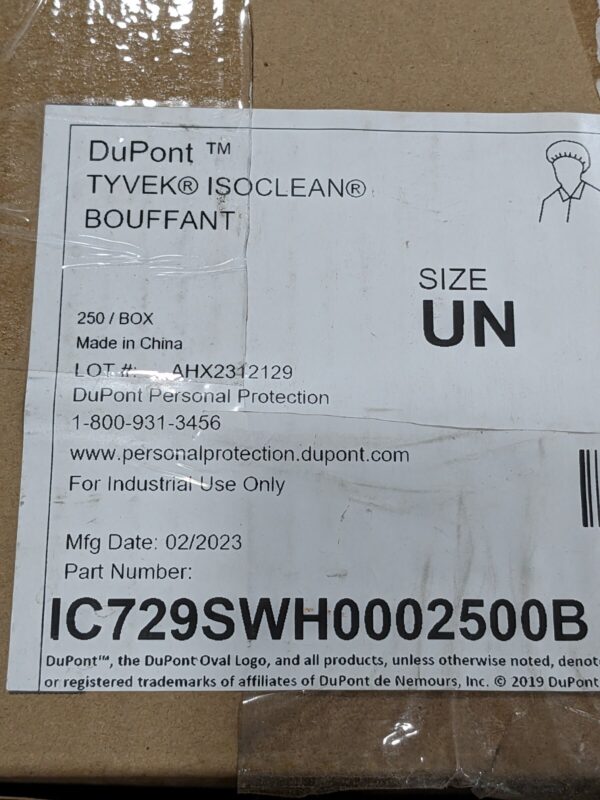 DuPont ™
TYVEK® ISOCLEAN®
BOUFFANT
SIZE
UN
250 / BOX
Made in China
LOT #: AHX2312129
DuPont Personal Protection
1-800-931-3456
www.personalprotection.dupont.com
For Industrial Use Only
Mfg Date: 02/2023
Part Number:
IC729SWH0002500B
DuPont™, the DuPont Oval Logo, and all products, unless otherwise noted, denot
or registered trademarks of affiliates of DuPont de Nemours, Inc. © 2019 DuPont